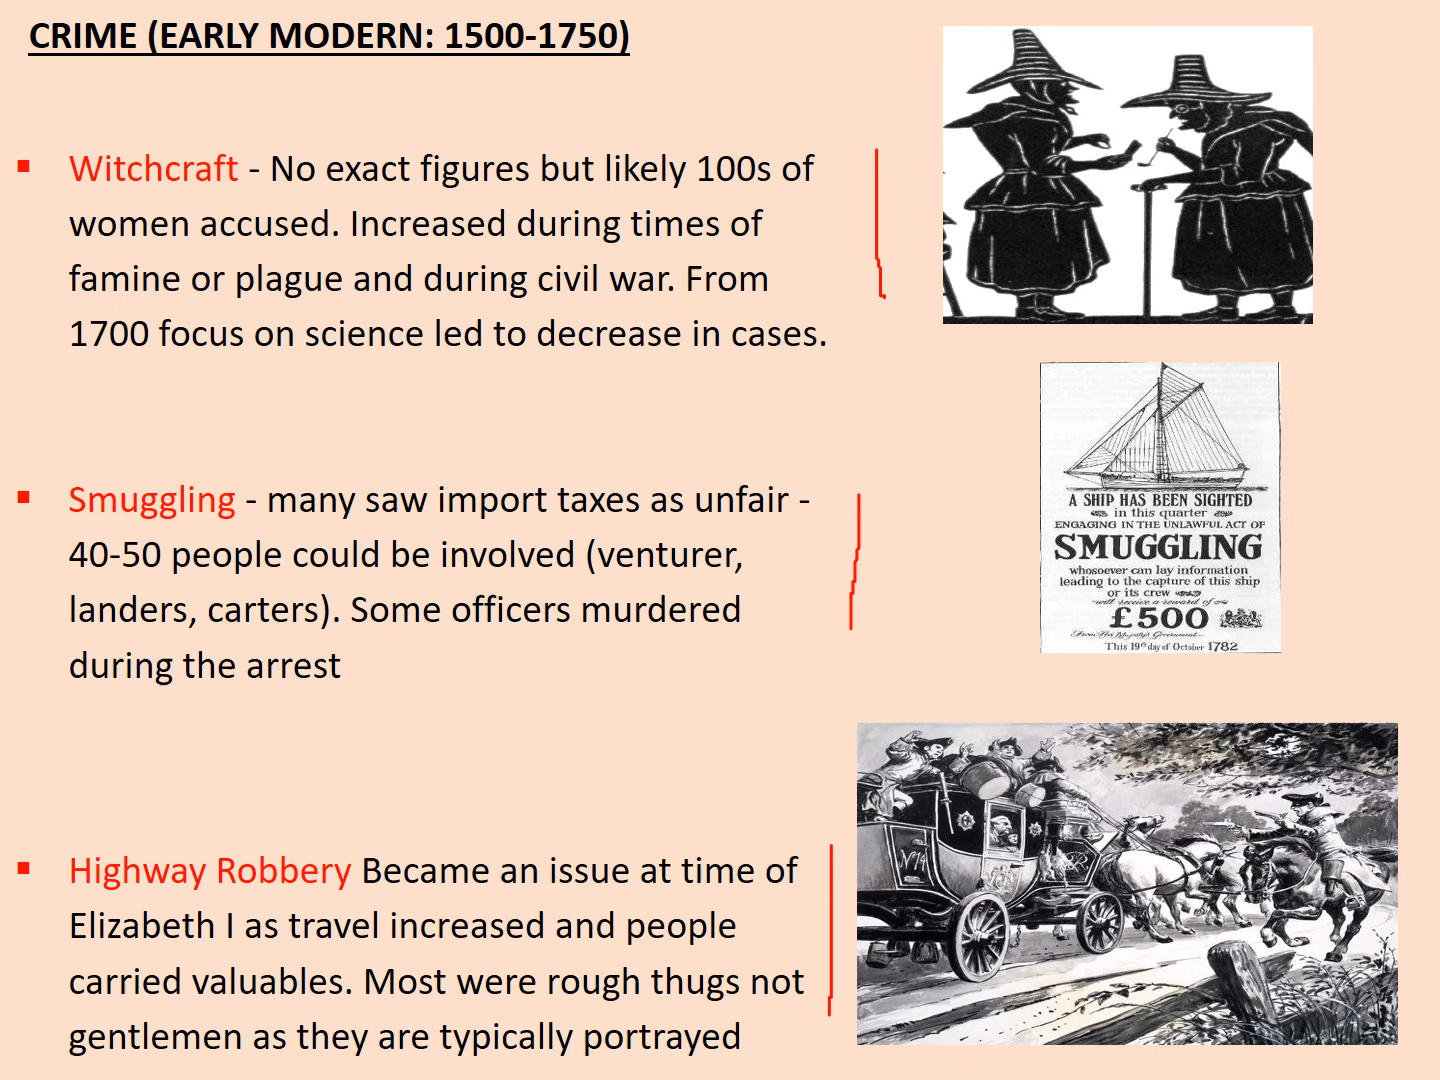 CRIME (EARLY MODERN: 1500-1750)
Witchcraft - No exact figures but likely 100s of
women accused. Increased during times of
famine or plague and during civil war. From
1700 focus on science led to decrease in cases.
Smuggling - many saw import taxes as unfair -
40-50 people could be involved (venturer,
landers, carters). Some officers murdered
during the arrest
A SHIP HAS BEEN SIGHTED
in this quarter
ENGAGING IN THE UNLAWFUL ACT OF
SMUGGLING
whosoever can lay information
leading to the capture of this ship
or its crew
will receive a reward of
£500
From His Majesty's Government
This 19th day of October 1782
Highway Robbery Became an issue at time of
Elizabeth I as travel increased and people
carried valuables. Most were rough thugs not
gentlemen as they are typically portrayed